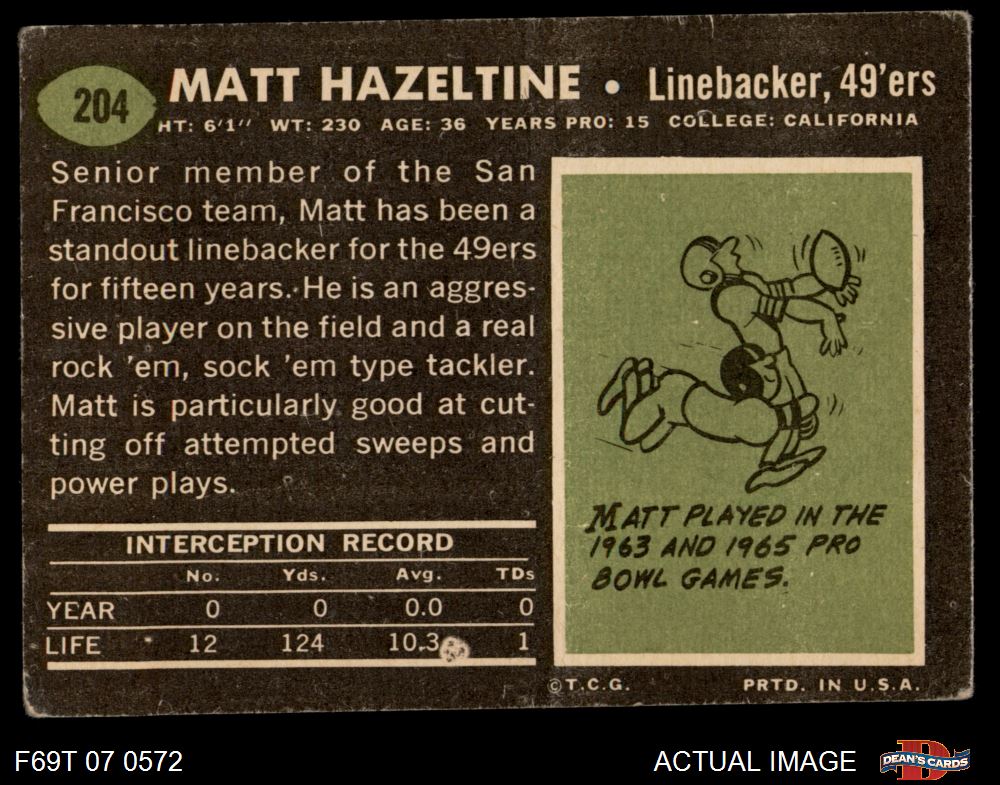 204
MATT HAZELTINE • Linebacker, 49'ers
HT: 6'1" WT: 230 AGE: 36 YEARS PRO: 15 COLLEGE: CALIFORNIA
Senior member of the San
Francisco team, Matt has been a
standout linebacker for the 49ers
for fifteen years. He is an aggres-
sive player on the field and a real
rock 'em, sock 'em type tackler.
Matt is particularly good at cut-
ting off attempted sweeps and
power plays.
INTERCEPTION RECORD
No. Yds. Avg. TDs
YEAR 0 0 0.0 0
LIFE 12 124 10.3 1
MATT PLAYED IN THE
1963 AND 1965 PRO
BOWL GAMES.
©T.C.G. PRTD. IN U.S.A.
F69T 07 0572 ACTUAL IMAGE
D
DEAN'S CARDS